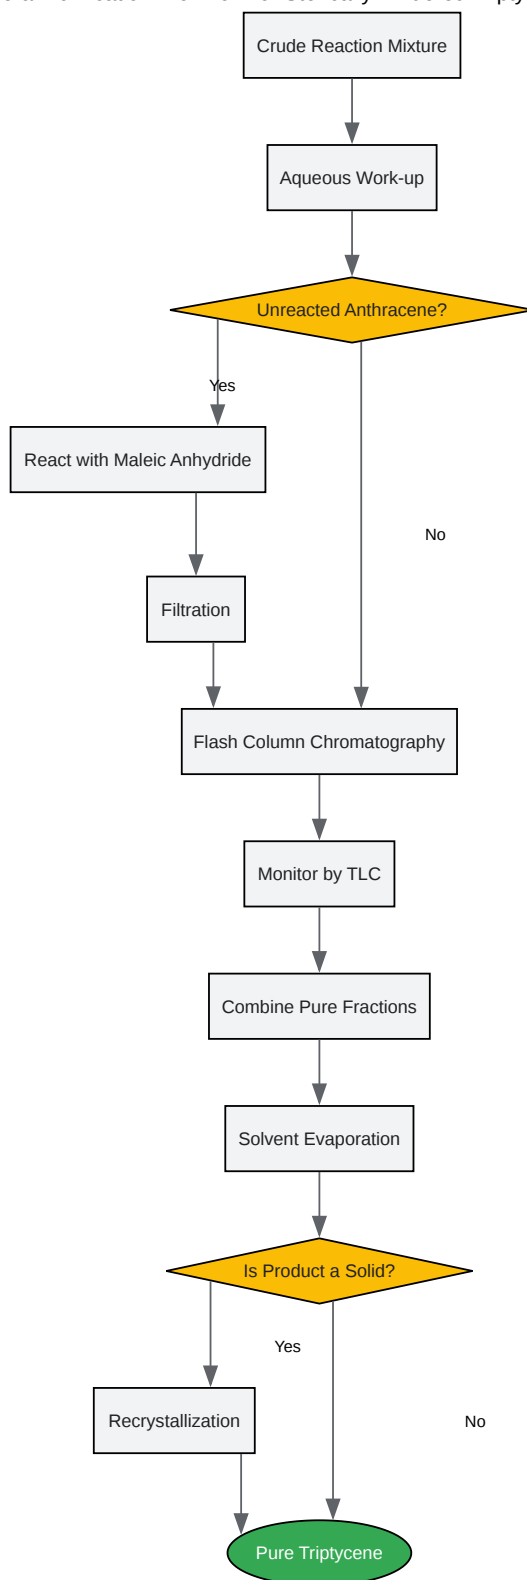 Crude Reaction Mixture
Aqueous Work-up
Unreacted Anthracene?
Yes
React with Maleic Anhydride
No
Filtration
Flash Column Chromatography
Monitor by TLC
Combine Pure Fractions
Solvent Evaporation
Is Product a Solid?
Yes
Recrystallization
No
Pure Triptycene